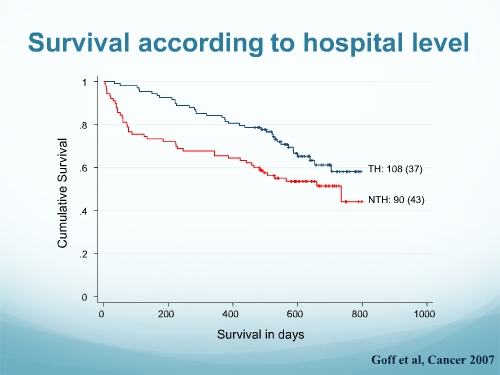 Survival according to hospital level
Cumulative Survival
1
.8
.6
.4
.2
0
TH: 108 (37)
NTH: 90 (43)
0 200 400 600 800 1000
Survival in days
Goff et al, Cancer 2007